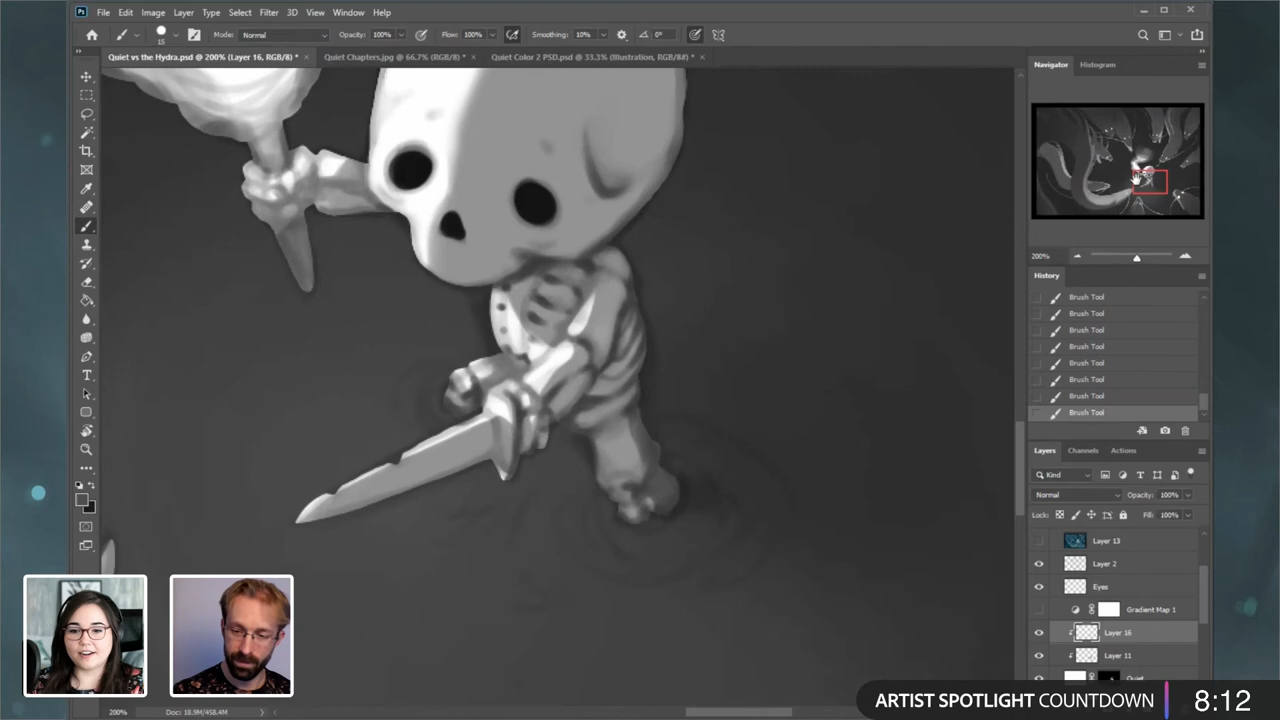 Ps File Edit Image Layer Type Select Filter 3D View Window Help
15 Mode: Normal Opacity: 100% Flow: 100% Smoothing: 10% 0°
Quiet vs the Hydra.psd @ 200% (Layer 16, RGB/8) * × Quiet Chapters.jpg @ 66.7% (RGB/8) * × Quiet Color 2 PSD.psd @ 33.3% (Illustration, RGB/8#) * ×
Navigator Histogram
200%
History
Brush Tool
Brush Tool
Brush Tool
Brush Tool
Brush Tool
Brush Tool
Brush Tool
Brush Tool
Layers Channels Actions
Kind
Normal Opacity: 100%
Lock: Fill: 100%
Layer 13
Layer 2
Eyes
Gradient Map 1
Layer 16
Layer 11
Quiet
200% Doc: 18.9M/458.4M
ARTIST SPOTLIGHT COUNTDOWN 8:12